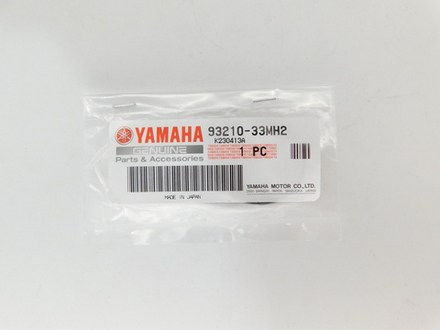 YAMAHA 93210-33MH2
K230413A
GENUINE
1 PC
Parts & Accessories
YAMAHA MOTOR CO.,LTD.
MADE IN JAPAN